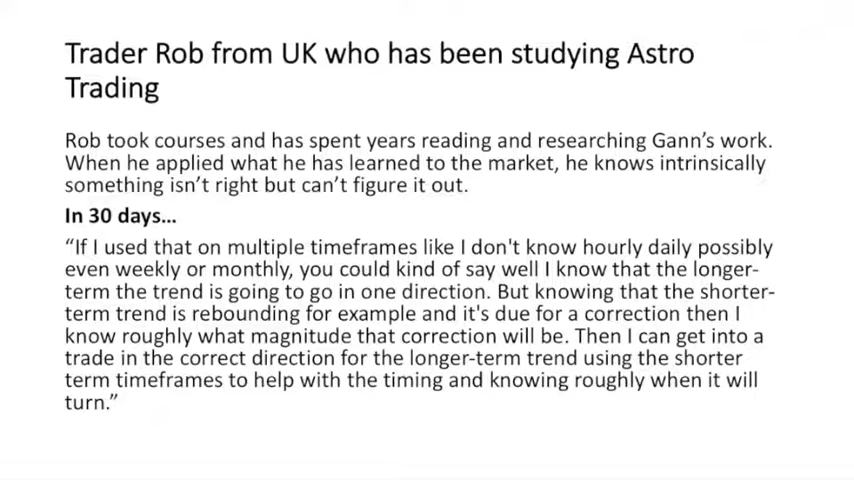 Trader Rob from UK who has been studying Astro
Trading
Rob took courses and has spent years reading and researching Gann’s work.
When he applied what he has learned to the market, he knows intrinsically
something isn’t right but can’t figure it out.
In 30 days…
“If I used that on multiple timeframes like I don't know hourly daily possibly
even weekly or monthly, you could kind of say well I know that the longer-
term the trend is going to go in one direction. But knowing that the shorter-
term trend is rebounding for example and it's due for a correction then I
know roughly what magnitude that correction will be. Then I can get into a
trade in the correct direction for the longer-term trend using the shorter
term timeframes to help with the timing and knowing roughly when it will
turn.”